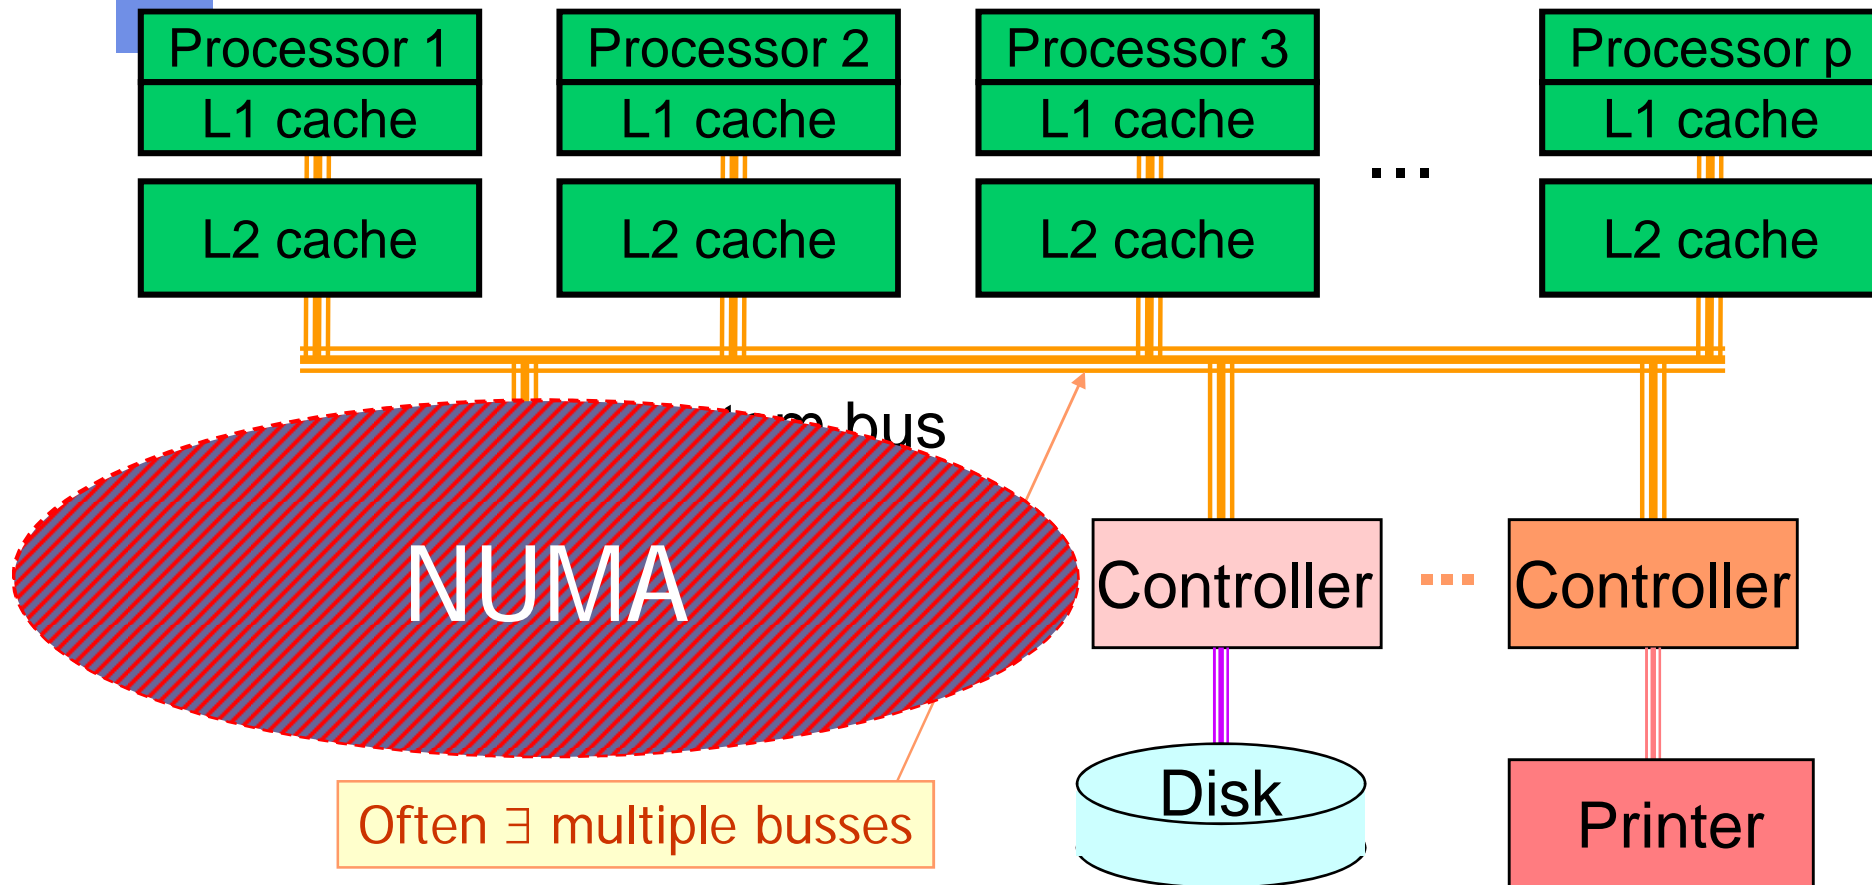 Processor 1
Processor 2
Processor 3
Processor p
L1 cache
L1 cache
L1 cache
L1 cache
...
L2 cache
L2 cache
L2 cache
L2 cache
bus
NUMA
Controller
...
Controller
Often ∃ multiple busses
Disk
Printer